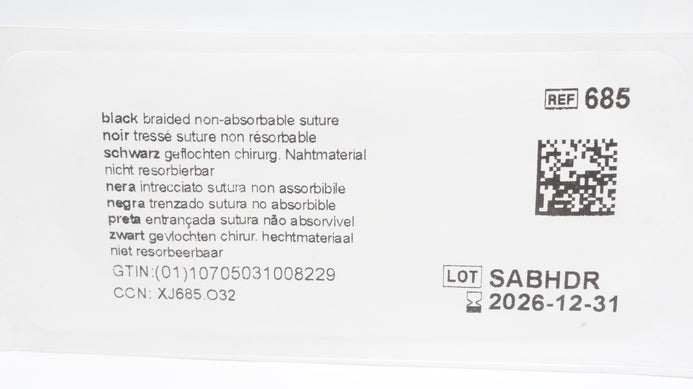 black braided non-absorbable suture
noir tressé suture non résorbable
schwarz geflochten chirurg. Nahtmaterial
nicht resorbierbar
nera intrecciato sutura non assorbibile
negra trenzado sutura no absorbible
preta entrançada sutura não absorvível
zwart gevlochten chirur. hechtmateriaal
niet resorbeerbaar
GTIN:(01)10705031008229
CCN: XJ685.O32
REF 685
LOT SABHDR
2026-12-31